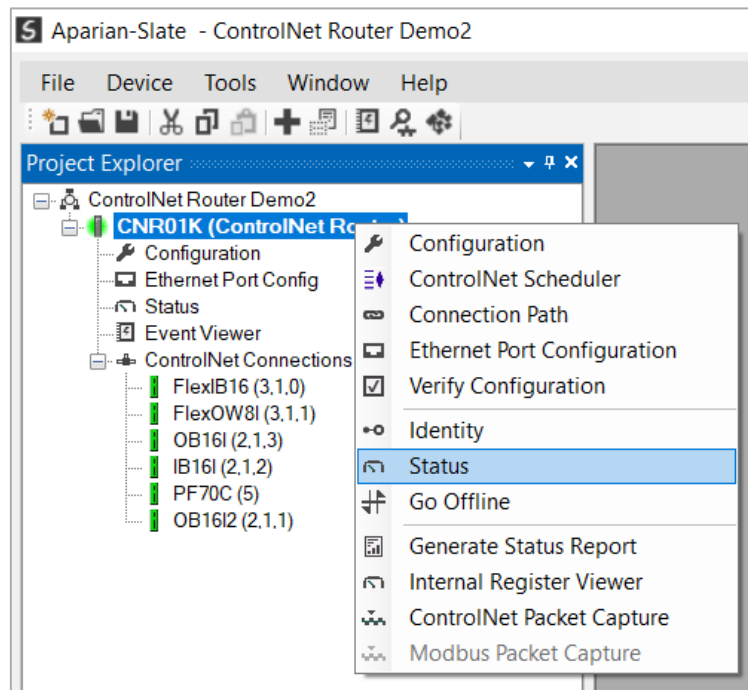 Aparian-Slate - ControlNet Router Demo2
File Device Tools Window Help
Project Explorer
ControlNet Router Demo2
CNR01K (ControlNet Router)
Configuration
Ethernet Port Config
Status
Event Viewer
ControlNet Connections
FlexIB16 (3,1,0)
FlexOW8I (3,1,1)
OB16I (2,1,3)
IB16I (2,1,2)
PF70C (5)
OB16I2 (2,1,1)
Configuration
ControlNet Scheduler
Connection Path
Ethernet Port Configuration
Verify Configuration
Identity
Status
Go Offline
Generate Status Report
Internal Register Viewer
ControlNet Packet Capture
Modbus Packet Capture